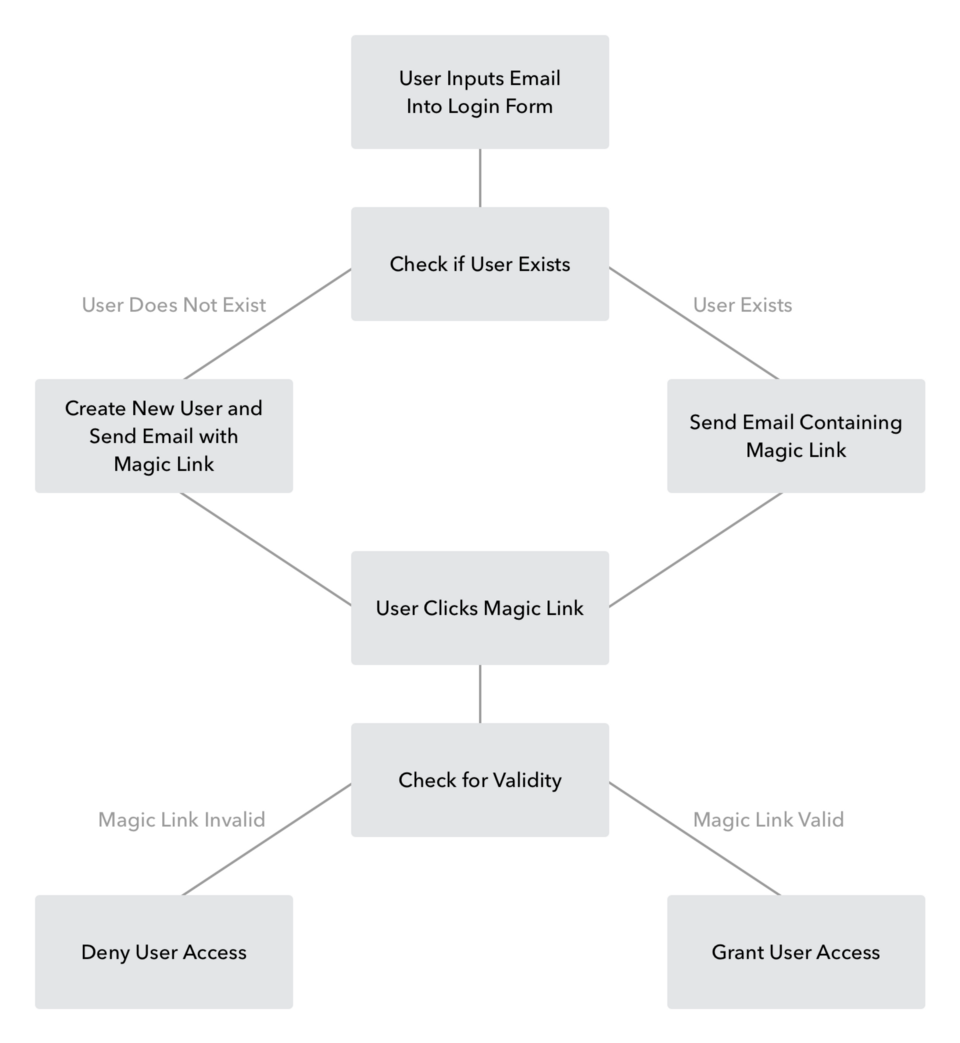 User Inputs Email
Into Login Form
Check if User Exists
User Does Not Exist
User Exists
Create New User and
Send Email with
Magic Link
Send Email Containing
Magic Link
User Clicks Magic Link
Check for Validity
Magic Link Invalid
Magic Link Valid
Deny User Access
Grant User Access